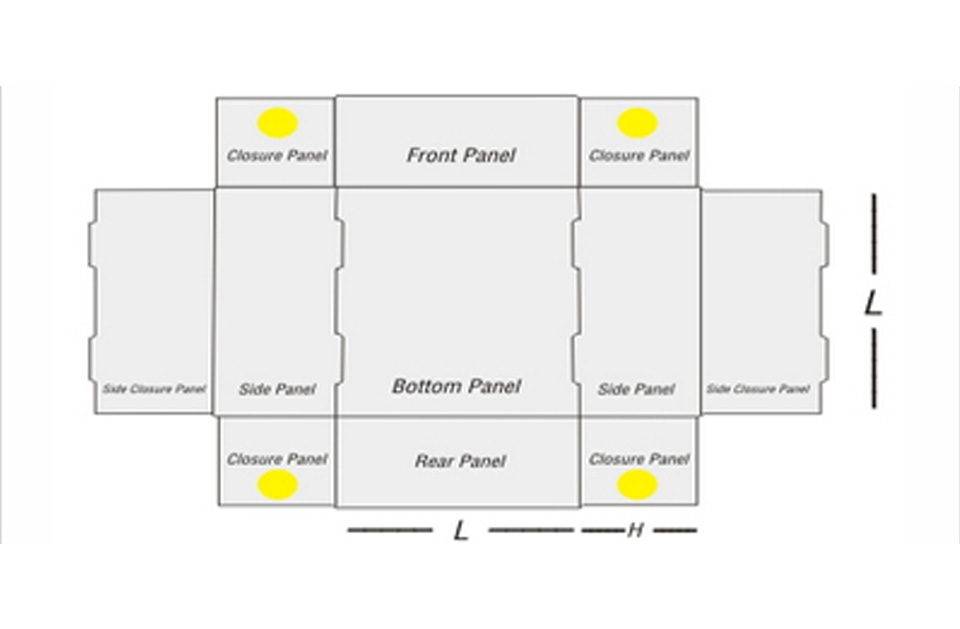 Closure Panel
Front Panel
Closure Panel
L
Side Closure Panel
Side Panel
Bottom Panel
Side Panel
Side Closure Panel
Closure Panel
Rear Panel
Closure Panel
L
H